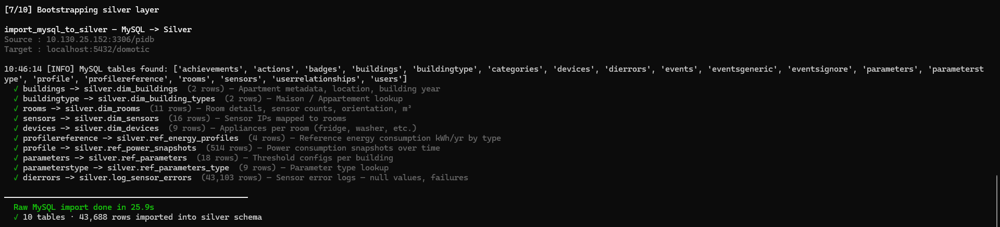 [7/10] Bootstrapping silver layer
import_mysql_to_silver — MySQL —> Silver
Source : 10.130.25.152:3306/pidb
Target : localhost:5432/domotic
10:46:14 [INFO] MySQL tables found: ['achievements', 'actions', 'badges', 'buildings', 'buildingtype', 'categories', 'devices', 'dierrors', 'events', 'eventsgeneric', 'eventsignore', 'parameters', 'parameterst
ype', 'profile', 'profilereference', 'rooms', 'sensors', 'userrelationships', 'users']
✓ buildings —> silver.dim_buildings (2 rows) — Apartment metadata, location, building year
✓ buildingtype —> silver.dim_building_types (2 rows) — Maison / Appartement lookup
✓ rooms —> silver.dim_rooms (11 rows) — Room details, sensor counts, orientation, m²
✓ sensors —> silver.dim_sensors (16 rows) — Sensor IPs mapped to rooms
✓ devices —> silver.dim_devices (9 rows) — Appliances per room (fridge, washer, etc.)
✓ profilereference —> silver.ref_energy_profiles (4 rows) — Reference energy consumption kWh/yr by type
✓ profile —> silver.ref_power_snapshots (514 rows) — Power consumption snapshots over time
✓ parameters —> silver.ref_parameters (18 rows) — Threshold configs per building
✓ parameterstype —> silver.ref_parameters_type (9 rows) — Parameter type lookup
✓ dierrors —> silver.log_sensor_errors (43,103 rows) — Sensor error logs — null values, failures
Raw MySQL import done in 25.9s
✓ 10 tables · 43,688 rows imported into silver schema